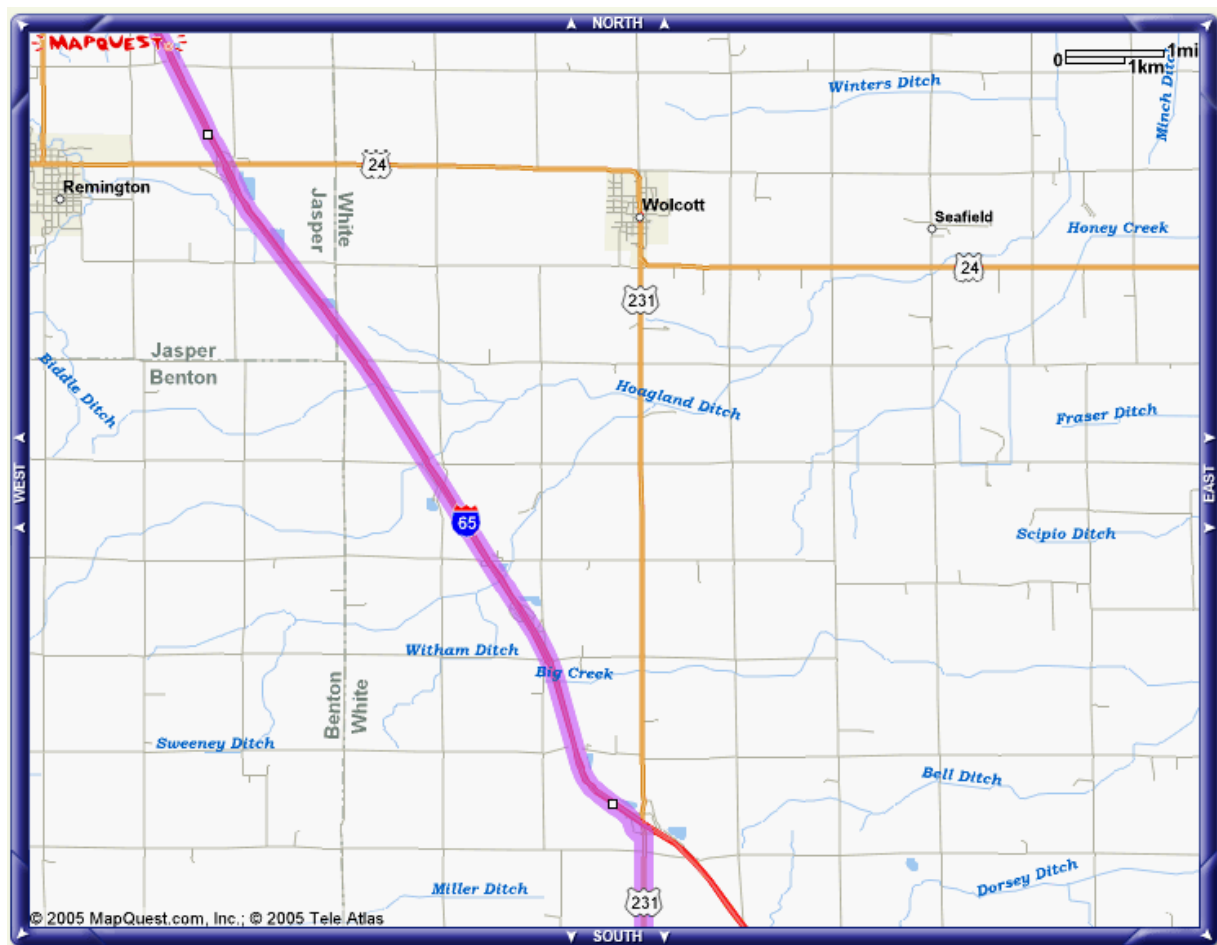 NORTH
MAPQUEST
0
1mi
1km
Winters Ditch
Minch Ditch
24
Remington
Jasper
White
Wolcott
Seafield
Honey Creek
24
231
Jasper
Benton
Biddle Ditch
Hoagland Ditch
Fraser Ditch
WEST
EAST
65
Scipio Ditch
Witham Ditch
Big Creek
Benton
White
Sweeney Ditch
Bell Ditch
Miller Ditch
Dorsey Ditch
231
© 2005 MapQuest.com, Inc.; © 2005 Tele Atlas
SOUTH